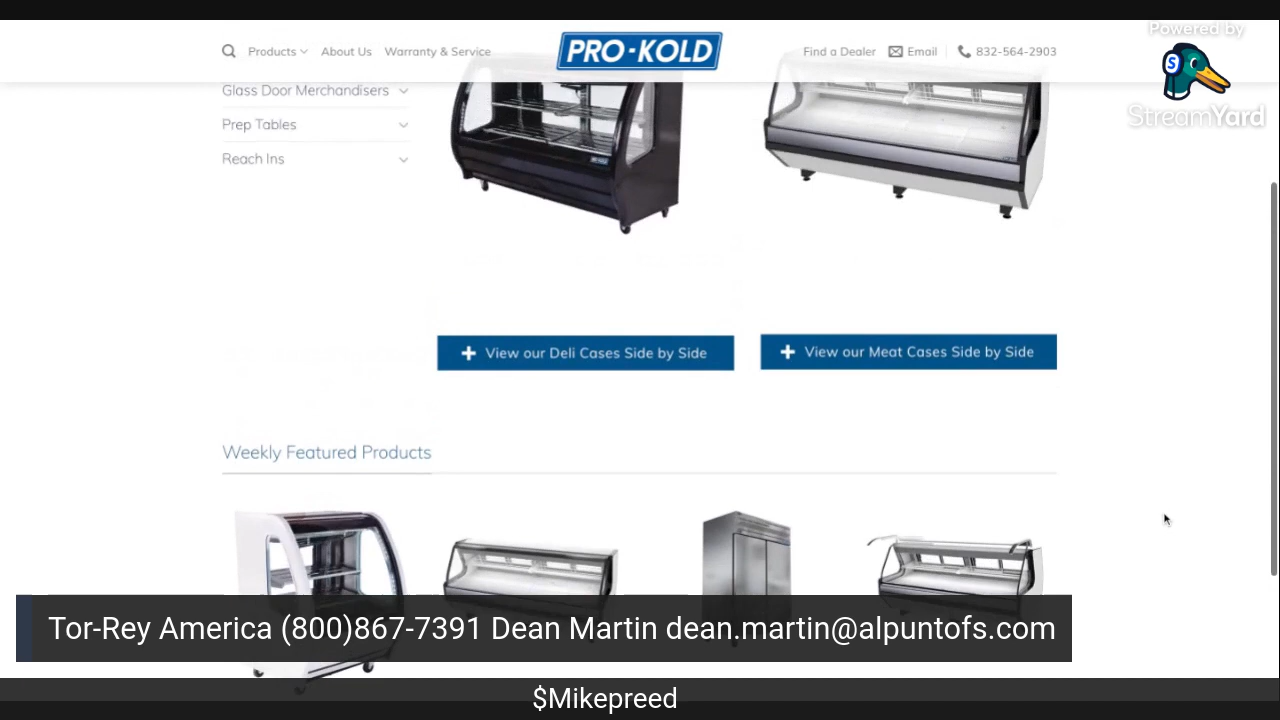 Powered by
StreamYard
Products
About Us
Warranty & Service
PRO-KOLD
Find a Dealer
Email
832-564-2903
Glass Door Merchandisers
Prep Tables
Reach Ins
View our Deli Cases Side by Side
View our Meat Cases Side by Side
Weekly Featured Products
Tor-Rey America (800)867-7391 Dean Martin dean.martin@alpuntofs.com
$Mikepreed